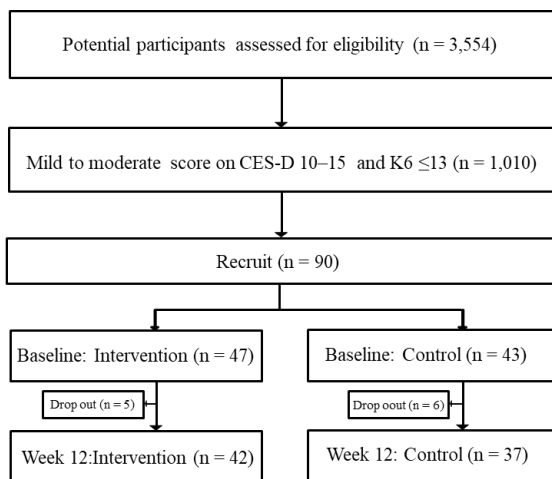 Potential participants assessed for eligibility (n = 3,554)
Mild to moderate score on CES-D 10–15 and K6 ≤13 (n = 1,010)
Recruit (n = 90)
Baseline: Intervention (n = 47)
Baseline: Control (n = 43)
Drop out (n = 5)
Drop oout (n = 6)
Week 12:Intervention (n = 42)
Week 12: Control (n = 37)